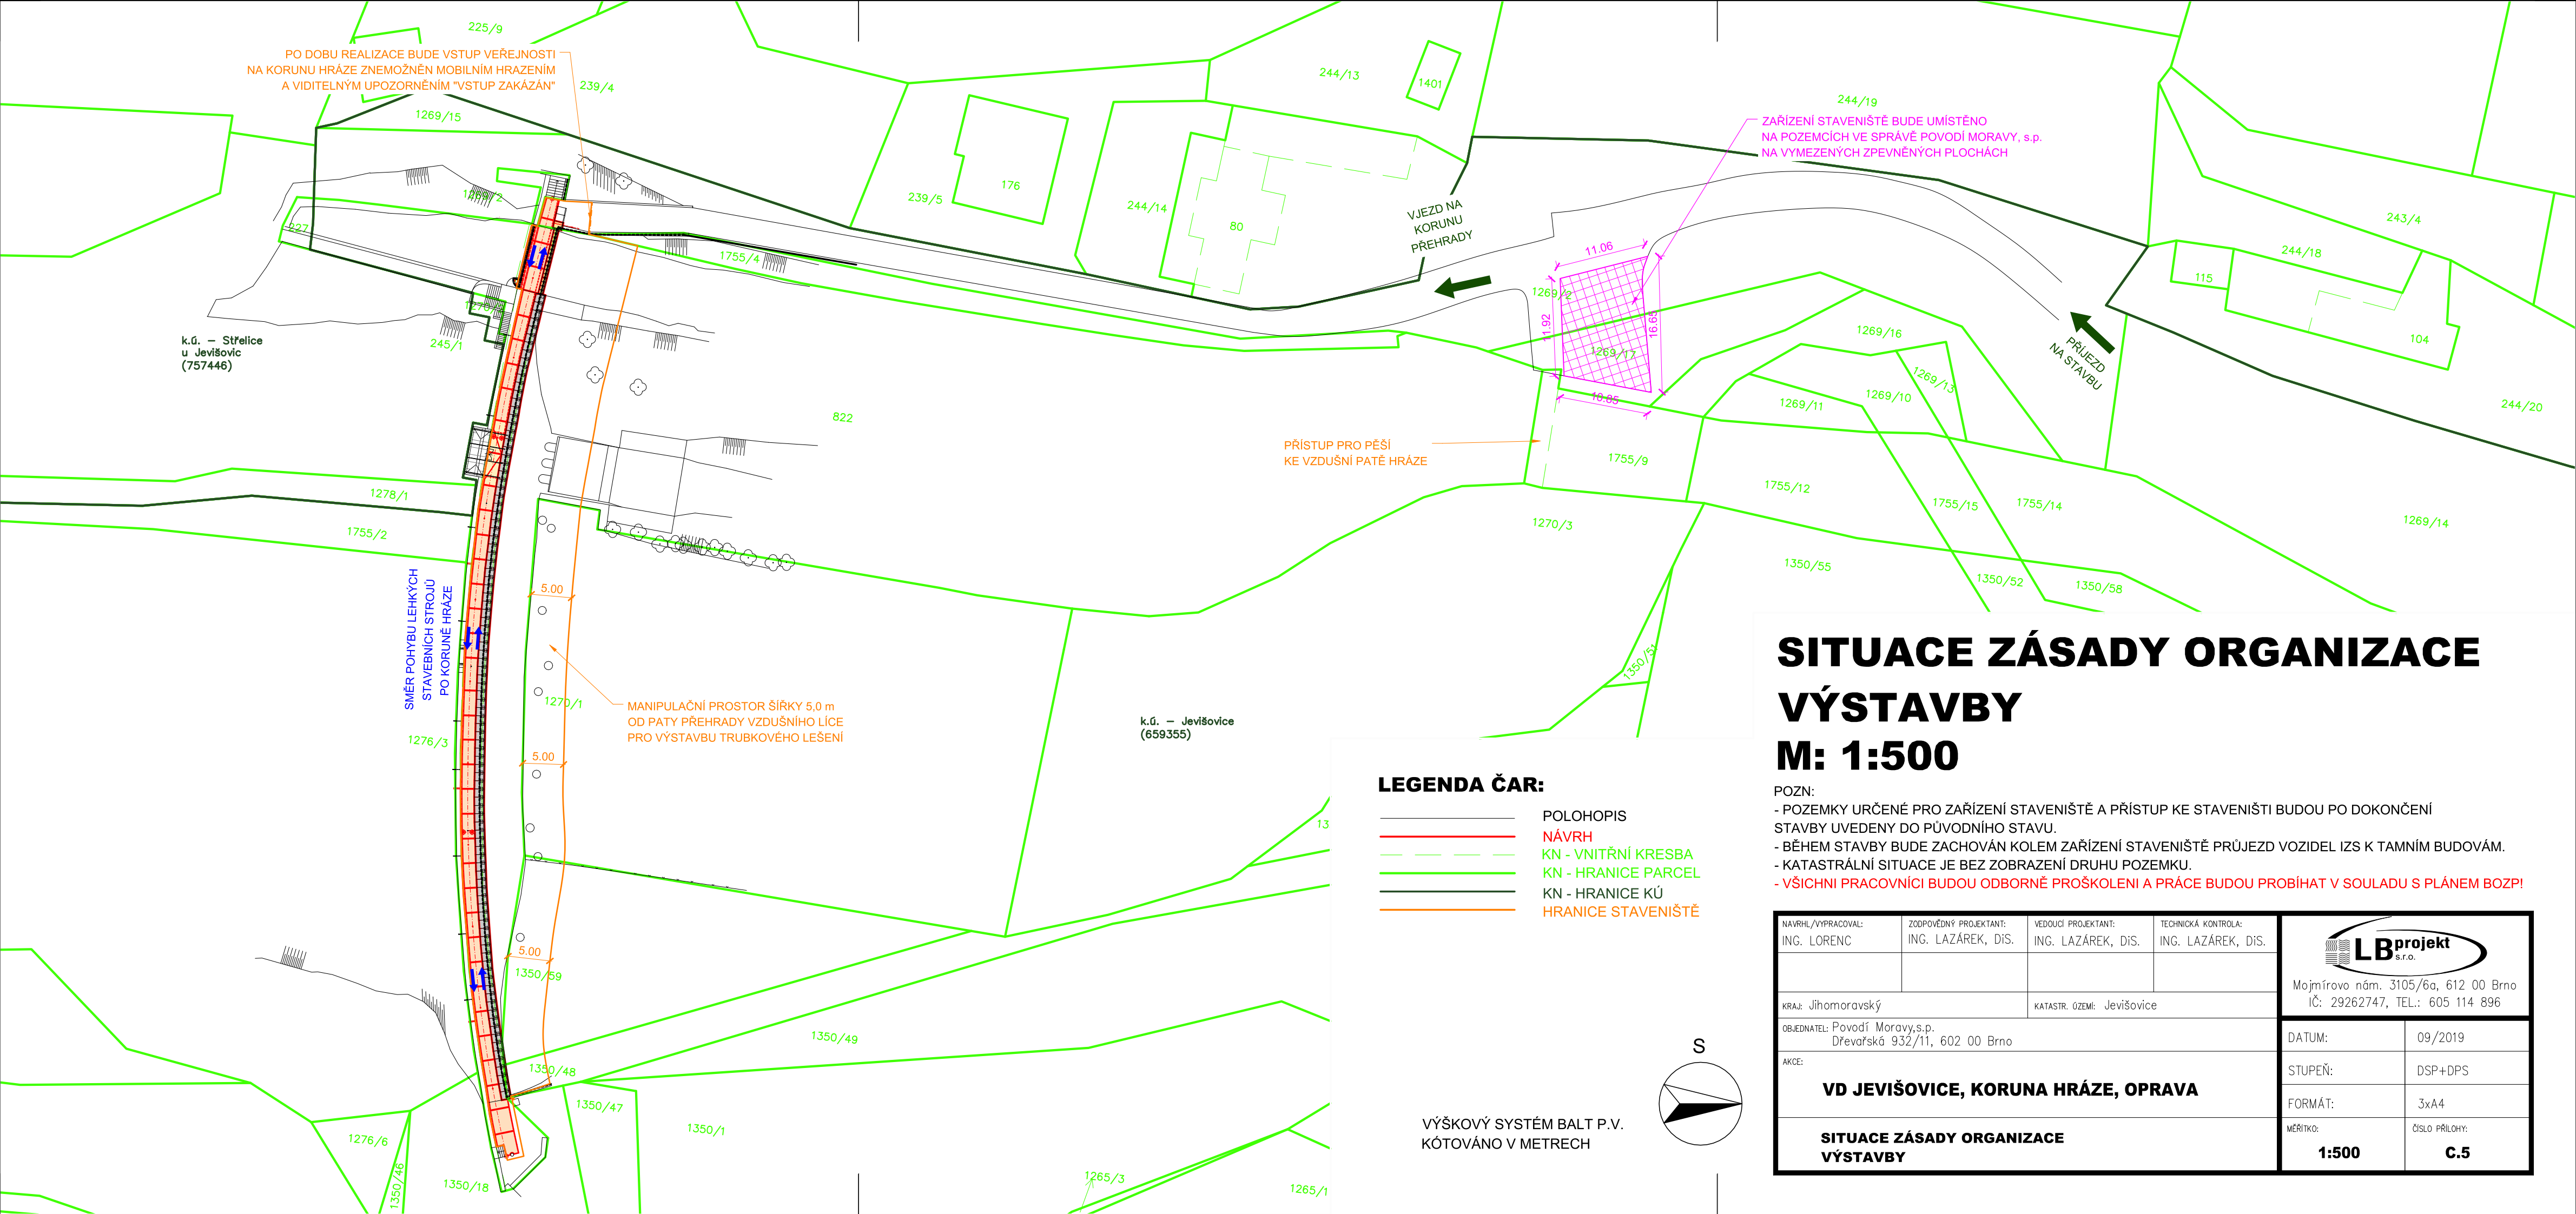 225/9
PO DOBU REALIZACE BUDE VSTUP VEŘEJNOSTI
NA KORUNU HRÁZE ZNEMOŽNĚN MOBILNÍM HRAZENÍM
A VIDITELNÝM UPOZORNĚNÍM "VSTUP ZAKÁZÁN"
239/4
1269/15
244/13
1401
244/19
ZAŘÍZENÍ STAVENIŠTĚ BUDE UMÍSTĚNO
NA POZEMCÍCH VE SPRÁVĚ POVODÍ MORAVY, s.p.
NA VYMEZENÝCH ZPEVNĚNÝCH PLOCHÁCH
176
239/5
244/14
80
VJEZD NA
KORUNU
PŘEHRADY
11.06
243/4
244/18
115
104
1755/4
1269/2
11.92
16.65
1269/17
10.85
1269/16
1269/13
1269/10
1269/11
PŘÍJEZD
NA STAVBU
244/20
k.ú. – Střelice
u Jevišovic
(757446)
245/1
822
PŘÍSTUP PRO PĚŠÍ
KE VZDUŠNÍ PATĚ HRÁZE
1755/9
1755/12
1755/15
1755/14
1269/14
1278/1
1755/2
1270/3
1350/55
1350/52
1350/58
1350/51
SMĚR POHYBU LEHKÝCH
STAVEBNÍCH STROJŮ
PO KORUNĚ HRÁZE
5.00
1270/1
MANIPULAČNÍ PROSTOR ŠÍŘKY 5,0 m
OD PATY PŘEHRADY VZDUŠNÍHO LÍCE
PRO VÝSTAVBU TRUBKOVÉHO LEŠENÍ
1276/3
5.00
k.ú. – Jevišovice
(659355)
5.00
1350/59
1350/49
1350/48
1350/47
1350/1
1276/6
1350/46
1350/18
1265/3
1265/1
SITUACE ZÁSADY ORGANIZACE
VÝSTAVBY
M: 1:500
POZN:
- POZEMKY URČENÉ PRO ZAŘÍZENÍ STAVENIŠTĚ A PŘÍSTUP KE STAVENIŠTI BUDOU PO DOKONČENÍ
STAVBY UVEDENY DO PŮVODNÍHO STAVU.
- BĚHEM STAVBY BUDE ZACHOVÁN KOLEM ZAŘÍZENÍ STAVENIŠTĚ PRŮJEZD VOZIDEL IZS K TAMNÍM BUDOVÁM.
- KATASTRÁLNÍ SITUACE JE BEZ ZOBRAZENÍ DRUHU POZEMKU.
- VŠICHNI PRACOVNÍCI BUDOU ODBORNĚ PROŠKOLENI A PRÁCE BUDOU PROBÍHAT V SOULADU S PLÁNEM BOZP!
LEGENDA ČAR:
POLOHOPIS
NÁVRH
KN - VNITŘNÍ KRESBA
KN - HRANICE PARCEL
KN - HRANICE KÚ
HRANICE STAVENIŠTĚ
S
VÝŠKOVÝ SYSTÉM BALT P.V.
KÓTOVÁNO V METRECH
NAVRHL/VYPRACOVAL:
ING. LORENC
ZODPOVĚDNÝ PROJEKTANT:
ING. LAZÁREK, DiS.
VEDOUCÍ PROJEKTANT:
ING. LAZÁREK, DiS.
TECHNICKÁ KONTROLA:
ING. LAZÁREK, DiS.
LBprojekt
s.r.o.
Mojmírovo nám. 3105/6a, 612 00 Brno
IČ: 29262747, TEL.: 605 114 896
KRAJ: Jihomoravský
KATASTR. ÚZEMÍ: Jevišovice
OBJEDNATEL: Povodí Moravy,s.p.
Dřevařská 932/11, 602 00 Brno
AKCE:
VD JEVIŠOVICE, KORUNA HRÁZE, OPRAVA
SITUACE ZÁSADY ORGANIZACE
VÝSTAVBY
DATUM: 09/2019
STUPEŇ: DSP+DPS
FORMÁT: 3xA4
MĚŘÍTKO:
1:500
ČÍSLO PŘÍLOHY:
C.5